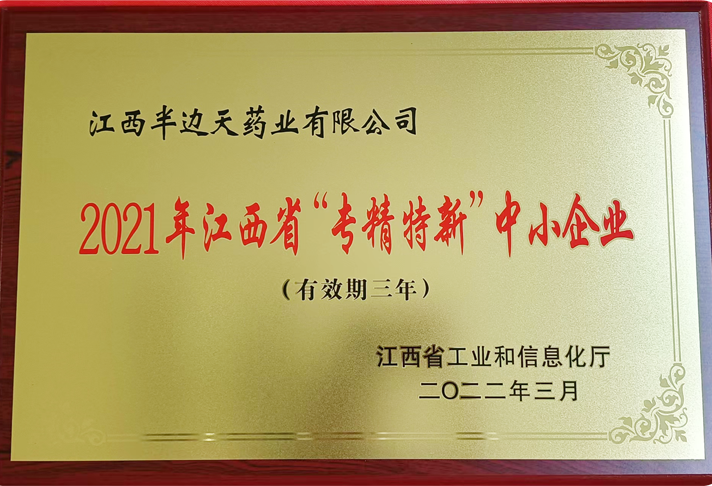 江西半边天药业有限公司
2021年江西省“专精特新”中小企业
（有效期三年）
江西省工业和信息化厅
二〇二二年三月